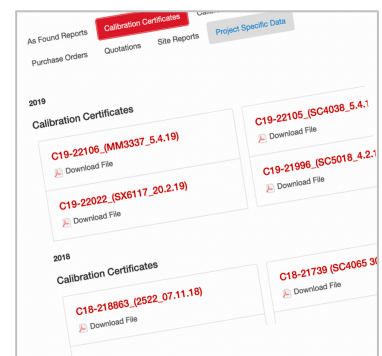 As Found Reports Calibration Certificates
Purchase Orders Quotations Site Reports Project Specific Data
2019
Calibration Certificates
C19-22106_(MM3337_5.4.19)
Download File
C19-22105_(SC4038_5.4.1
Download File
C19-22022_(SX6117_20.2.19)
Download File
C19-21996_(SC5018_4.2.1
Download File
2018
Calibration Certificates
C18-218863_(2522_07.11.18)
Download File
C18-21739 (SC4065 30
Download File